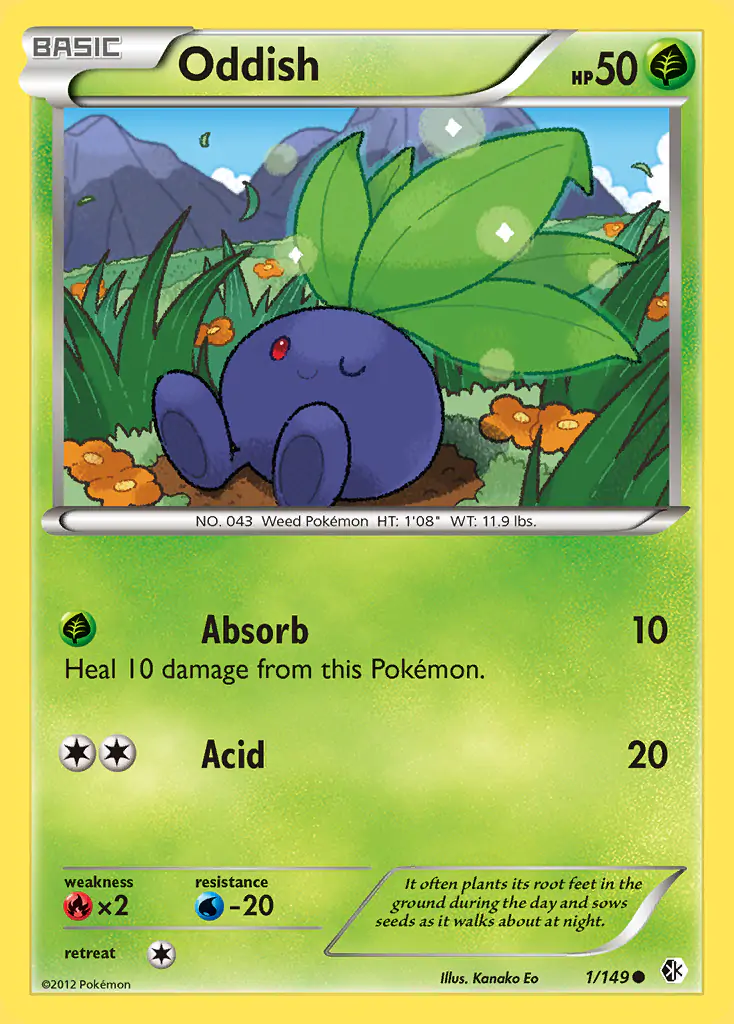 BASIC Oddish HP 50
NO. 043 Weed Pokémon HT: 1'08" WT: 11.9 lbs.
Absorb 10
Heal 10 damage from this Pokémon.
Acid 20
weakness resistance
×2 -20
retreat
It often plants its root feet in the
ground during the day and sows
seeds as it walks about at night.
©2012 Pokémon Illus. Kanako Eo 1/149